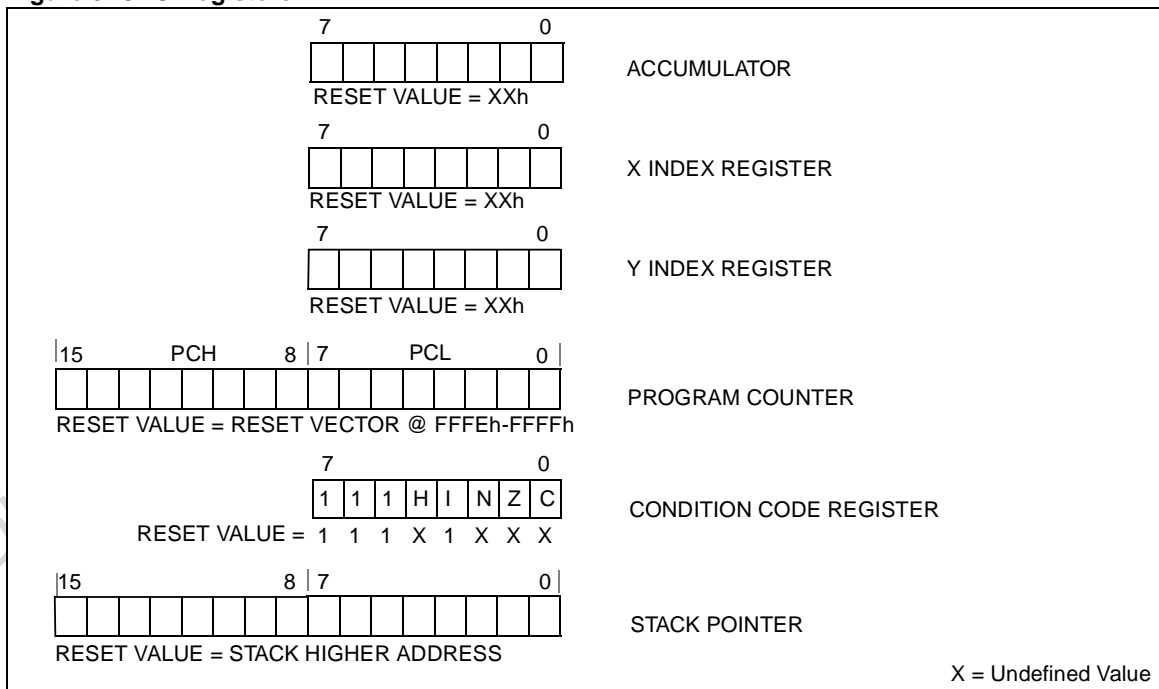 7 0
ACCUMULATOR
RESET VALUE = XXh
7 0
X INDEX REGISTER
RESET VALUE = XXh
7 0
Y INDEX REGISTER
RESET VALUE = XXh
15 PCH 8 7 PCL 0
PROGRAM COUNTER
RESET VALUE = RESET VECTOR @ FFFEh-FFFFh
7 0
1 1 1 H I N Z C
CONDITION CODE REGISTER
RESET VALUE = 1 1 1 X 1 X X X
15 8 7 0
STACK POINTER
RESET VALUE = STACK HIGHER ADDRESS
X = Undefined Value